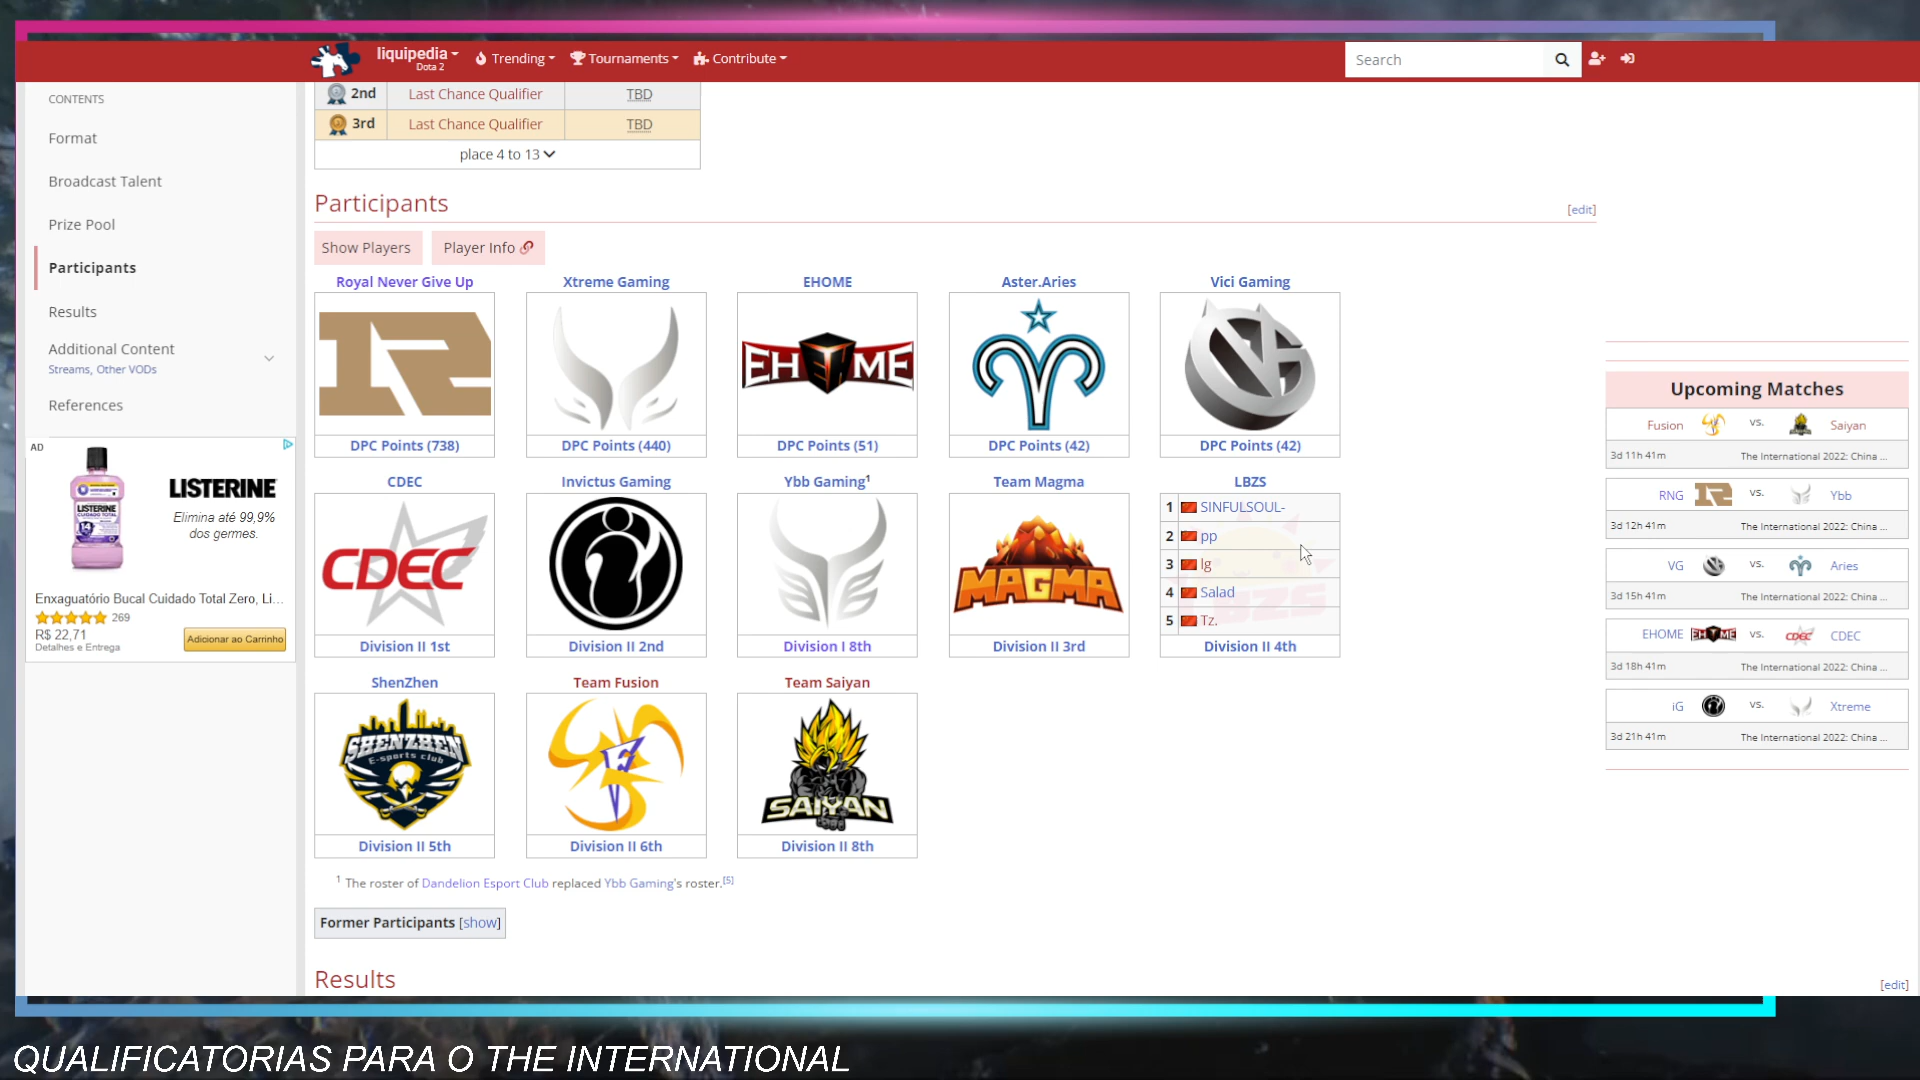 liquipedia
Dota 2
Trending
Tournaments
Contribute
Search
CONTENTS
Format
Broadcast Talent
Prize Pool
Participants
Results
Additional Content
Streams, Other VODs
References
AD
LISTERINE
Elimina até 99,9%
dos germes.
Enxaguatório Bucal Cuidado Total Zero, Li...
269
R$ 22,71
Detalhes e Entrega
Adicionar ao Carrinho
2nd Last Chance Qualifier TBD
3rd Last Chance Qualifier TBD
place 4 to 13
Participants
[edit]
Show Players Player Info
Royal Never Give Up Xtreme Gaming EHOME Aster.Aries Vici Gaming
EHOME
DPC Points (738) DPC Points (440) DPC Points (51) DPC Points (42) DPC Points (42)
CDEC Invictus Gaming Ybb Gaming1 Team Magma LBZS
CDEC
MAGMA
1 SINFULSOUL-
2 pp
3 lg
4 Salad
5 Tz.
LBZS
Division II 1st Division II 2nd Division I 8th Division II 3rd Division II 4th
ShenZhen Team Fusion Team Saiyan
SHENZHEN
E-sports club
SAIYAN
Division II 5th Division II 6th Division II 8th
1 The roster of Dandelion Esport Club replaced Ybb Gaming's roster.[5]
Former Participants [show]
Results
[edit]
Upcoming Matches
Fusion vs. Saiyan
3d 11h 41m The International 2022: China ...
RNG vs. Ybb
3d 12h 41m The International 2022: China ...
VG vs. Aries
3d 15h 41m The International 2022: China ...
EHOME vs. CDEC
3d 18h 41m The International 2022: China ...
iG vs. Xtreme
3d 21h 41m The International 2022: China ...
QUALIFICATORIAS PARA O THE INTERNATIONAL